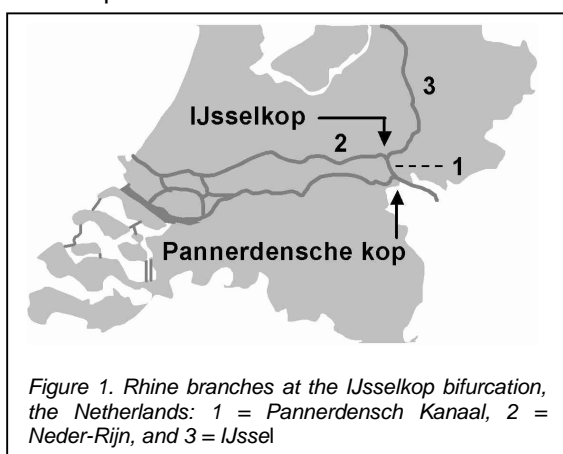 3
IJsselkop
2
1
Pannerdensche kop
Figure 1. Rhine branches at the IJsselkop bifurcation,
the Netherlands: 1 = Pannerdensch Kanaal, 2 =
Neder-Rijn, and 3 = IJssel